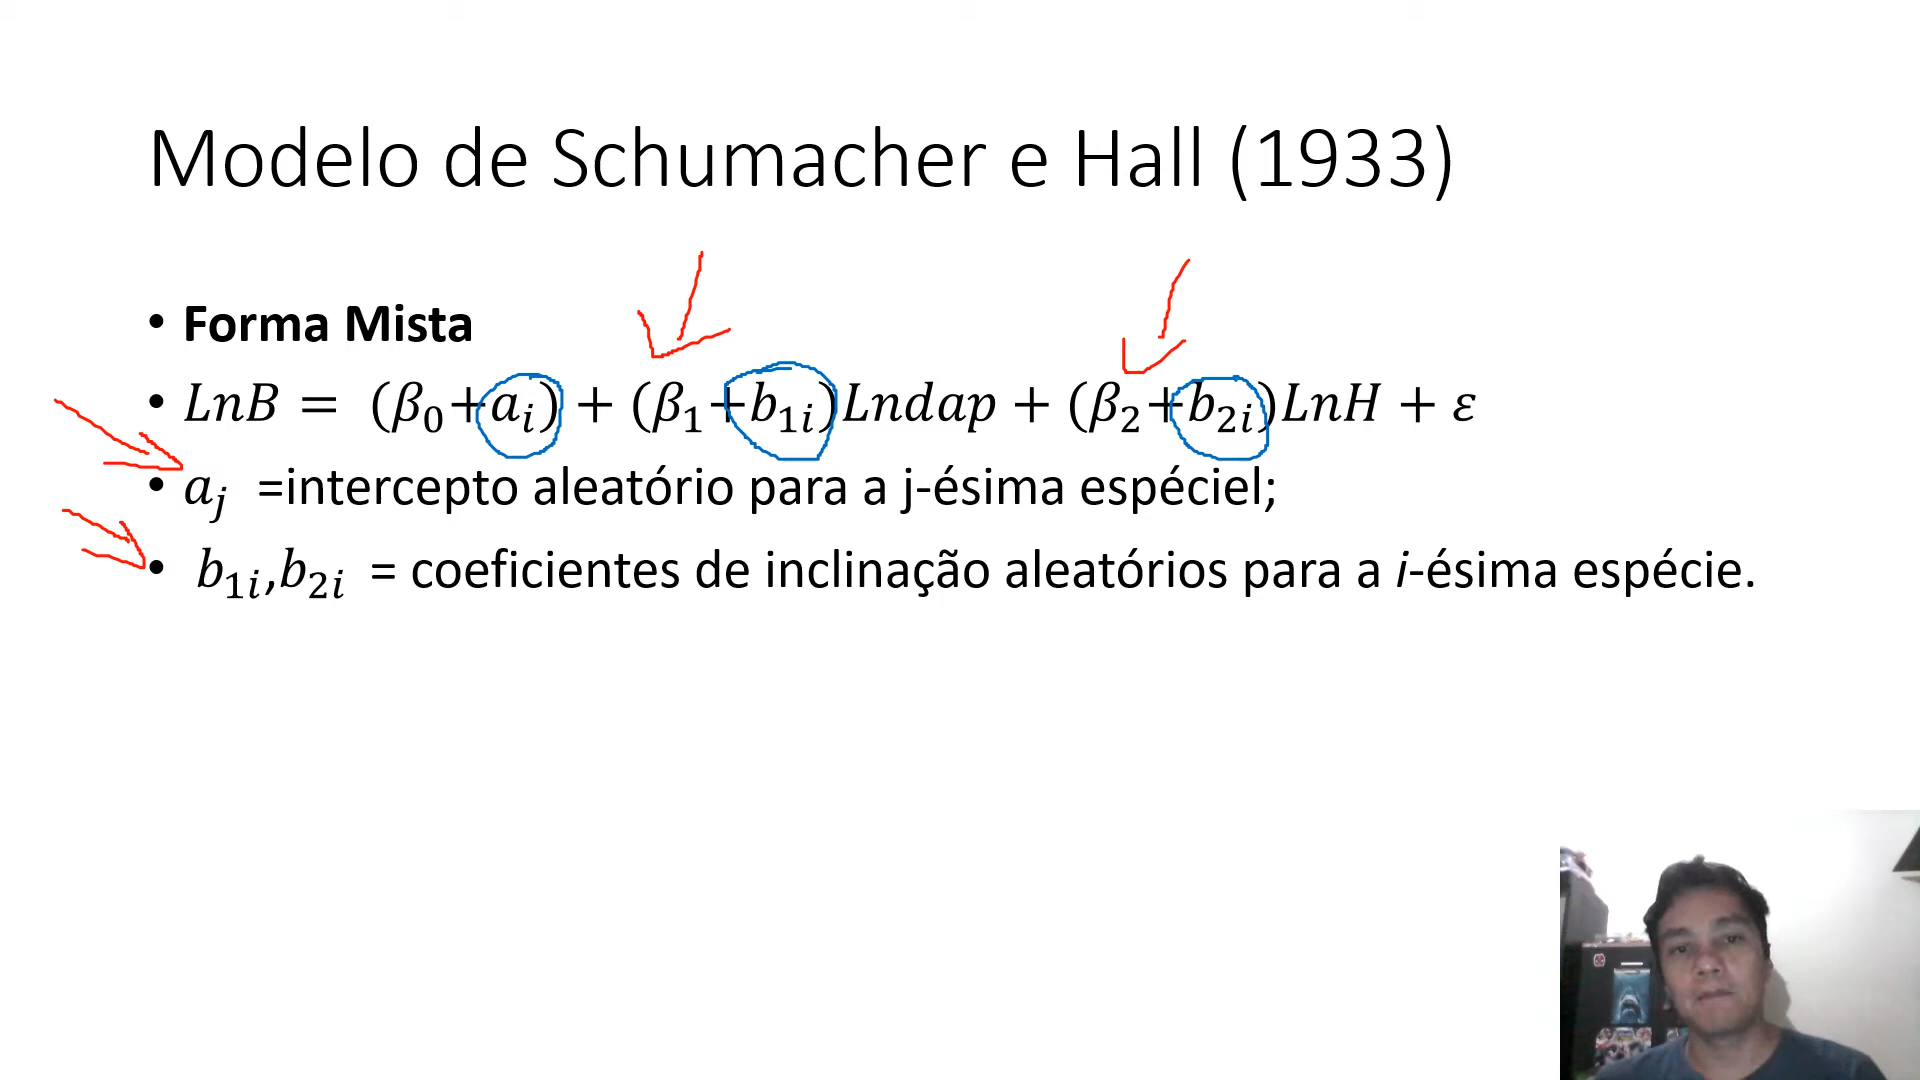 Modelo de Schumacher e Hall (1933)
• Forma Mista
• LnB = (β₀+aᵢ) + (β₁+b₁ᵢ)Lndap + (β₂+b₂ᵢ)LnH + ε
• aⱼ =intercepto aleatório para a j-ésima espéciel;
• b₁ᵢ,b₂ᵢ = coeficientes de inclinação aleatórios para a i-ésima espécie.